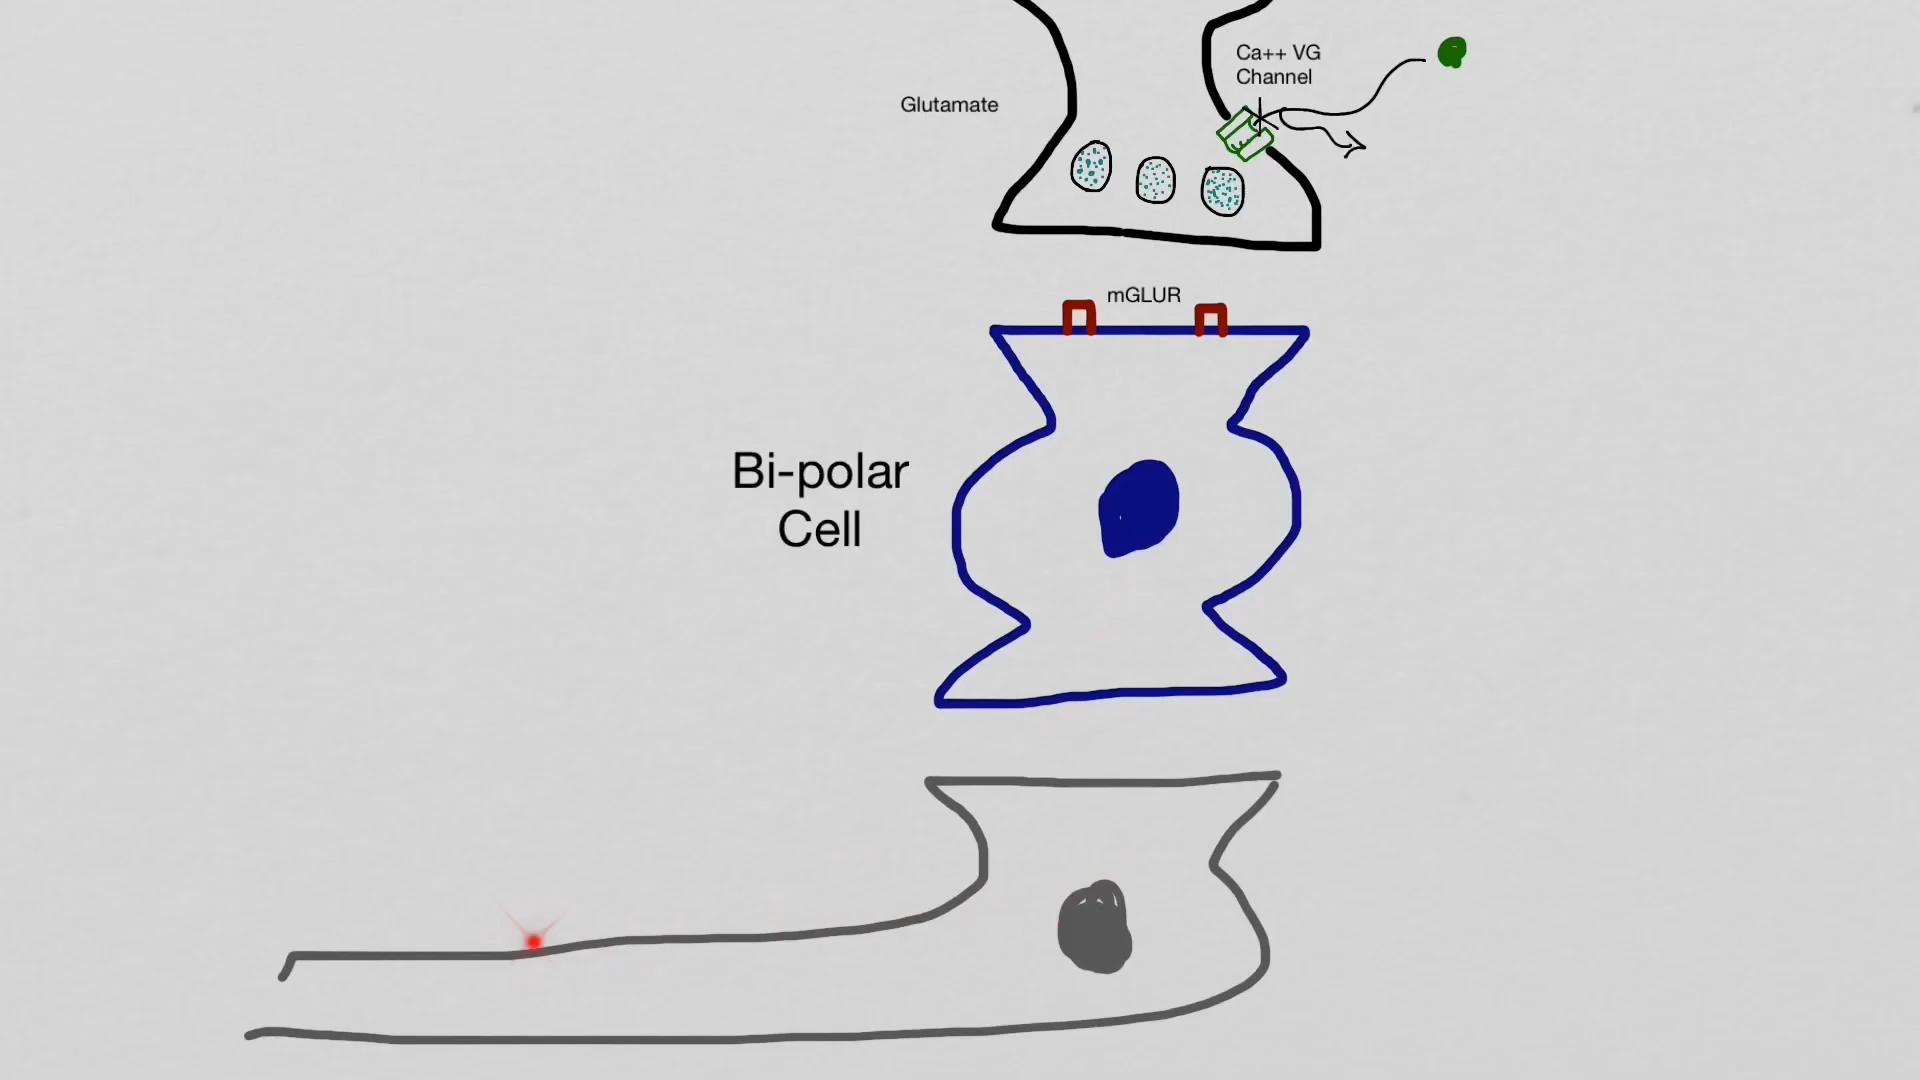 Ca++ VG
Channel
Glutamate
mGLUR
Bi-polar
Cell